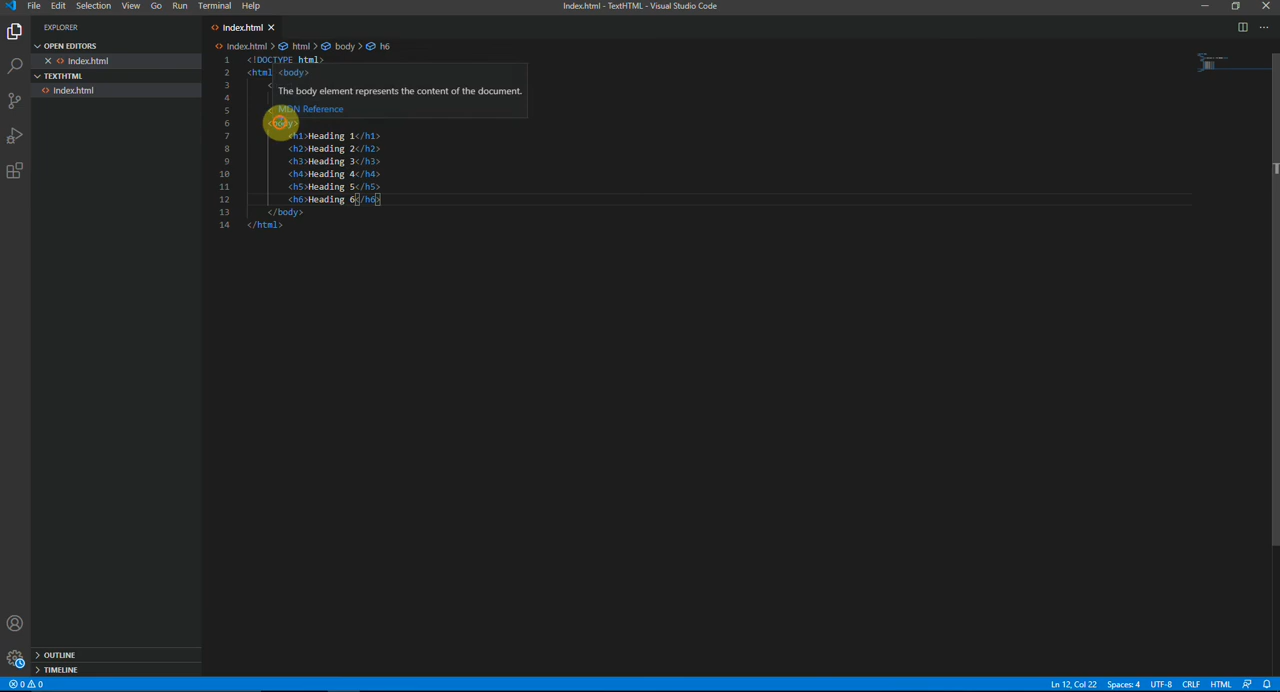 File Edit Selection View Go Run Terminal Help
Index.html - TextHTML - Visual Studio Code
EXPLORER
OPEN EDITORS
Index.html
TEXTHTML
Index.html
OUTLINE
TIMELINE
Index.html
Index.html > html > body > h6
1 <!DOCTYPE html>
2 <html
<body>
3 <
The body element represents the content of the document.
4
5 <
MDN Reference
6 <body>
7 <h1>Heading 1</h1>
8 <h2>Heading 2</h2>
9 <h3>Heading 3</h3>
10 <h4>Heading 4</h4>
11 <h5>Heading 5</h5>
12 <h6>Heading 6</h6>
13 </body>
14 </html>
0 0
Ln 12, Col 22 Spaces: 4 UTF-8 CRLF HTML